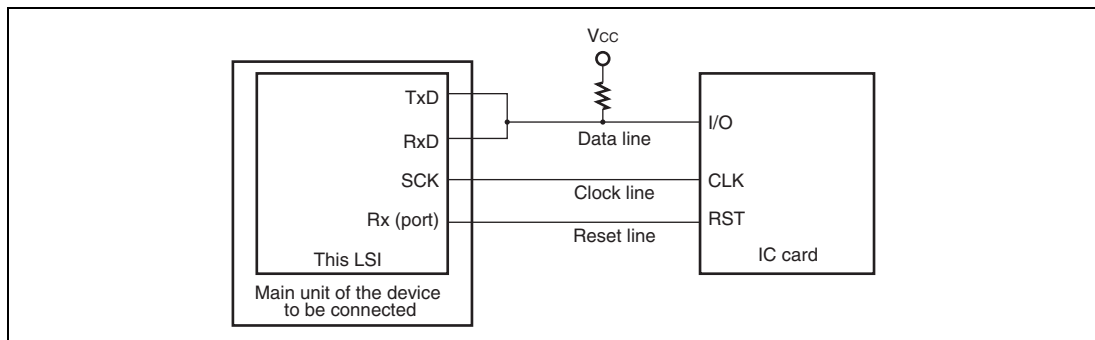 Vcc
TxD
RxD
SCK
Rx (port)
This LSI
Main unit of the device
to be connected
Data line
Clock line
Reset line
I/O
CLK
RST
IC card